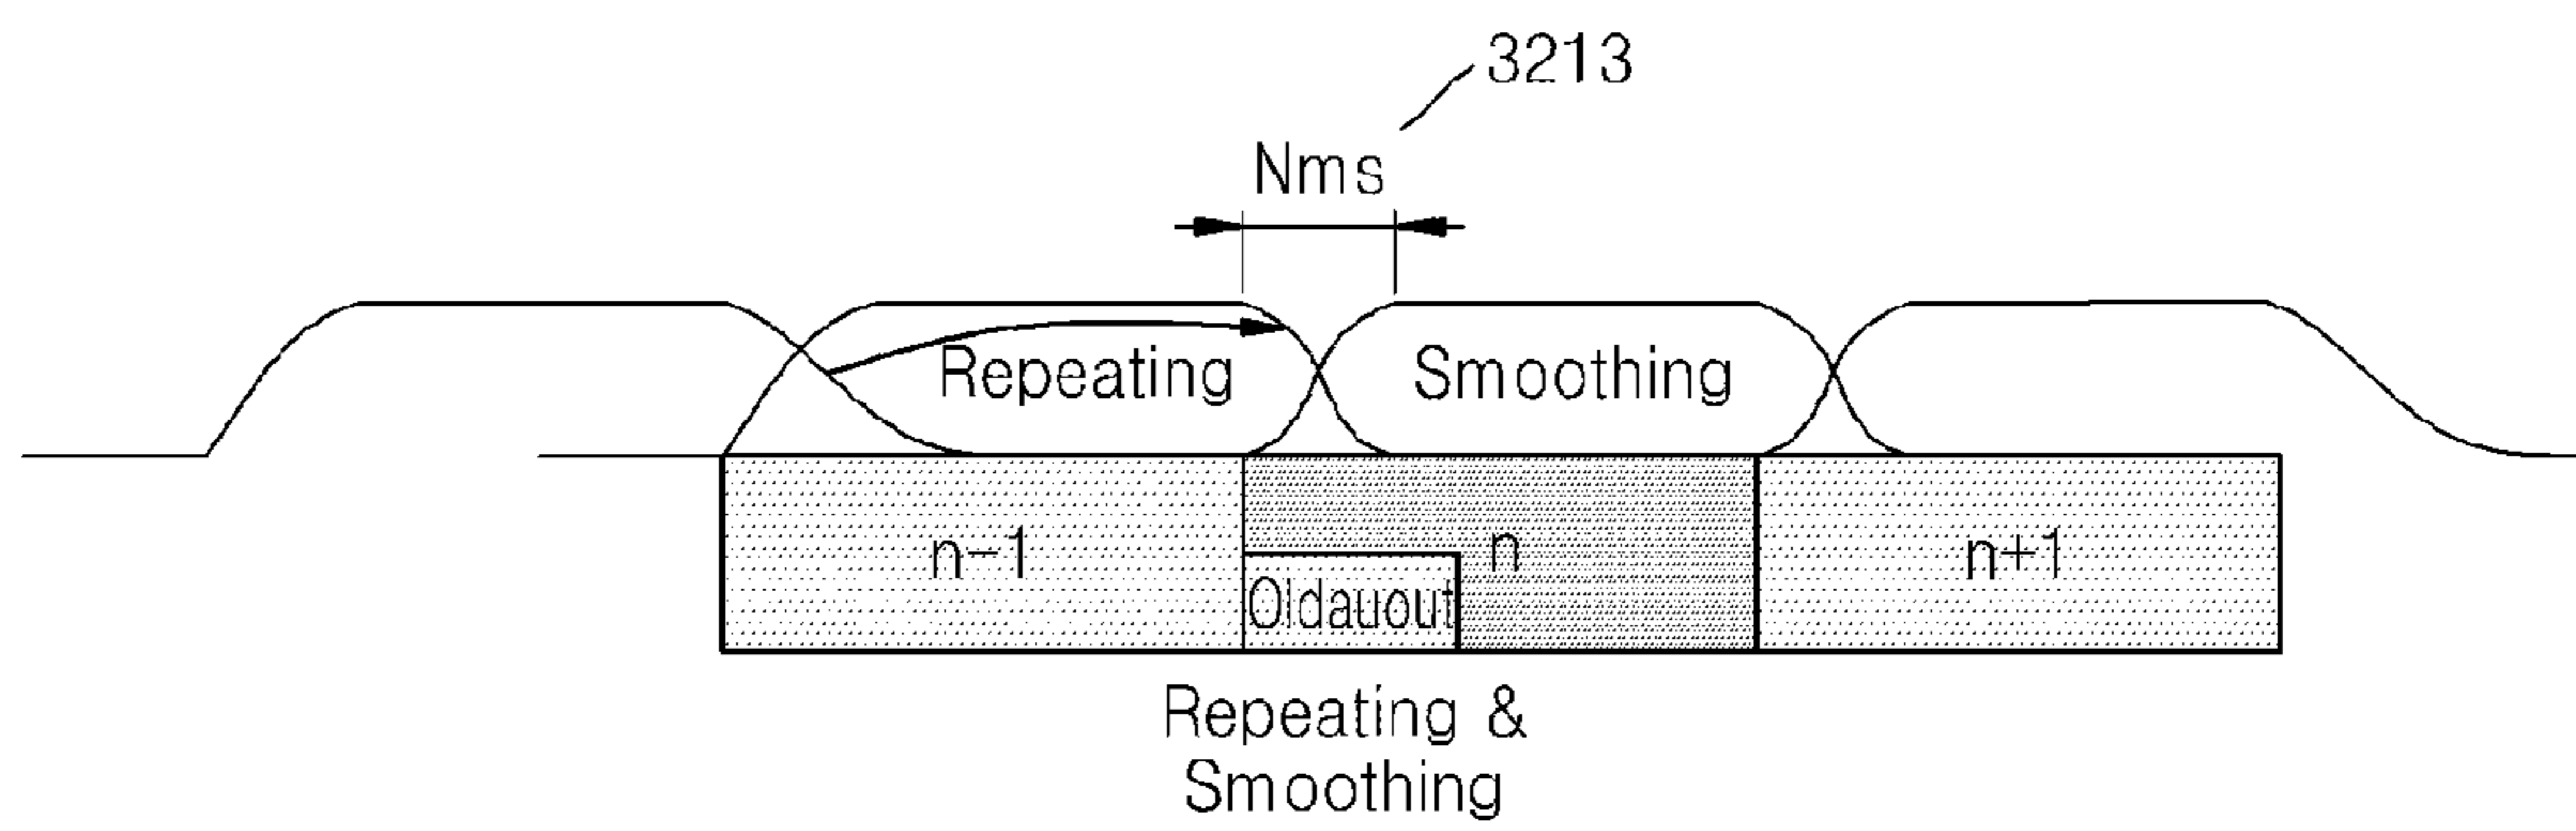 3213
Nms
Repeating Smoothing
n-1 n n+1
Oldauout
Repeating &
Smoothing